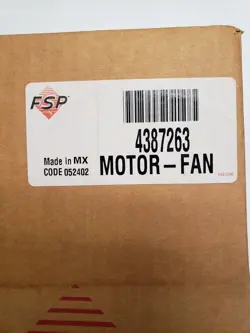 FSP
4387263
Made in MX
CODE 052402
MOTOR-FAN